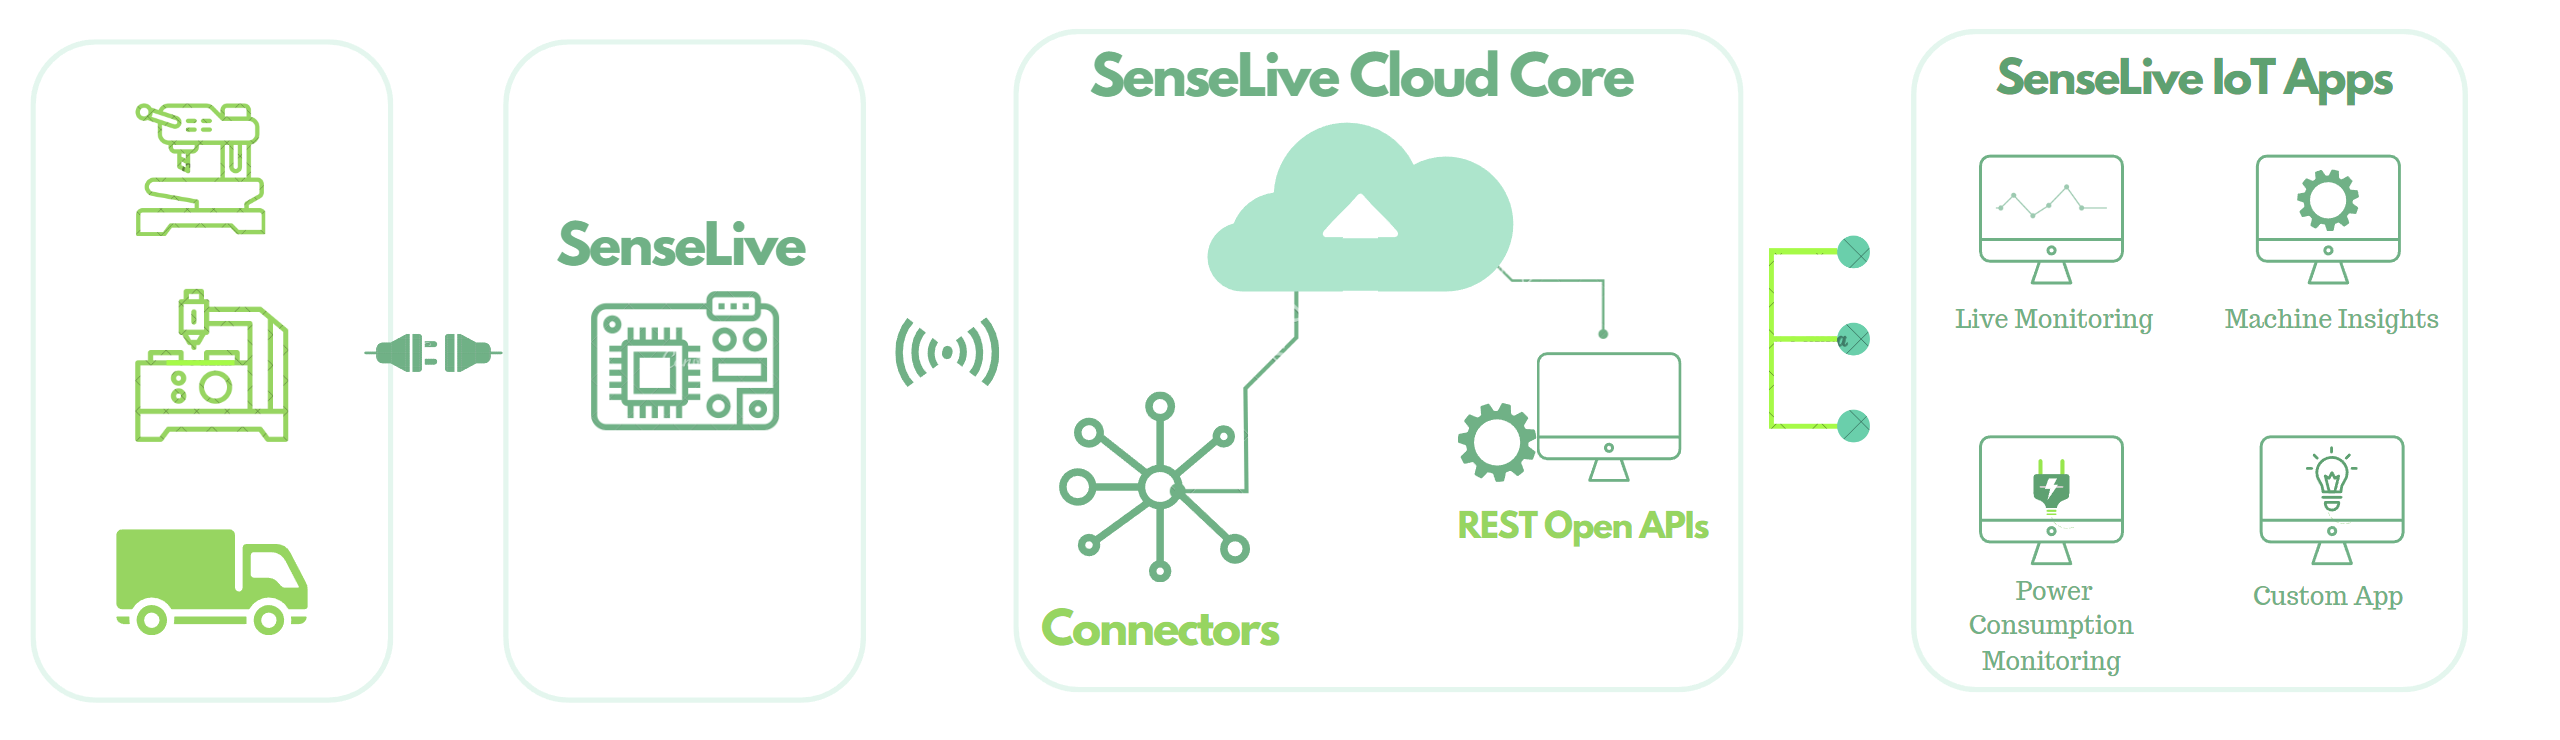 SenseLive
SenseLive Cloud Core
Connectors
REST Open APIs
SenseLive IoT Apps
Live Monitoring
Machine Insights
Power
Consumption
Monitoring
Custom App